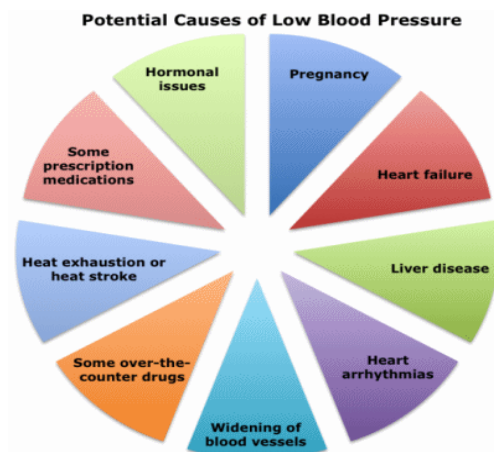 Potential Causes of Low Blood Pressure
Pregnancy
Heart failure
Liver disease
Heart
arrhythmias
Widening of
blood vessels
Some over-the-
counter drugs
Heat exhaustion or
heat stroke
Some
prescription
medications
Hormonal
issues